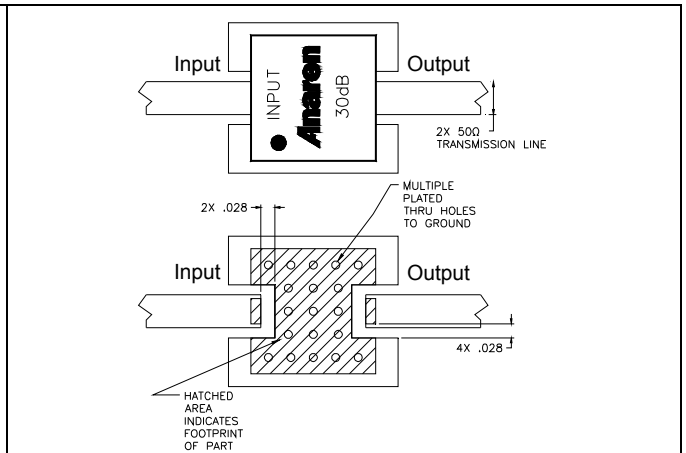 Input
Output
INPUT
Anaren
30dB
2X 50Ω
TRANSMISSION LINE
MULTIPLE
PLATED
THRU HOLES
TO GROUND
2X .028
Input
Output
4X .028
HATCHED
AREA
INDICATES
FOOTPRINT
OF PART